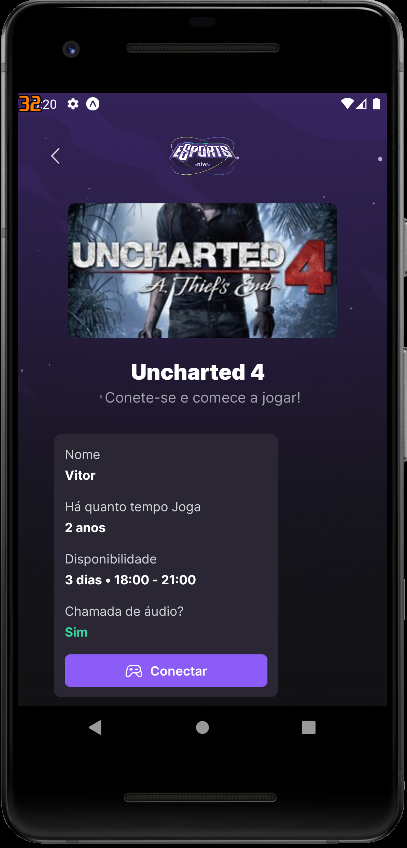 32:20
ESPORTS
UNCHARTED 4
A Thief's End
Uncharted 4
Conete-se e comece a jogar!
Nome
Vitor
Há quanto tempo Joga
2 anos
Disponibilidade
3 dias • 18:00 - 21:00
Chamada de áudio?
Sim
Conectar